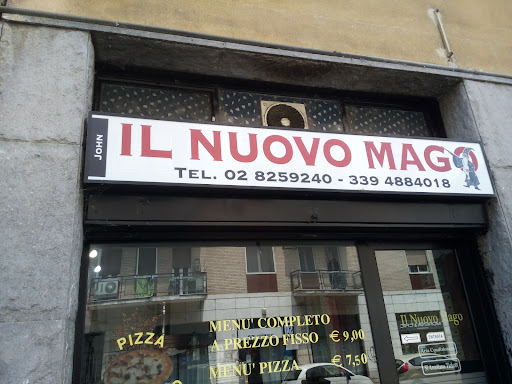 JOHN
IL NUOVO MAGO
TEL. 02 8259240 - 339 4884018
PIZZA
MENU' COMPLETO
A PREZZO FISSO € 9,00
MENU' PIZZA € 7,50
Il Nuovo Mago